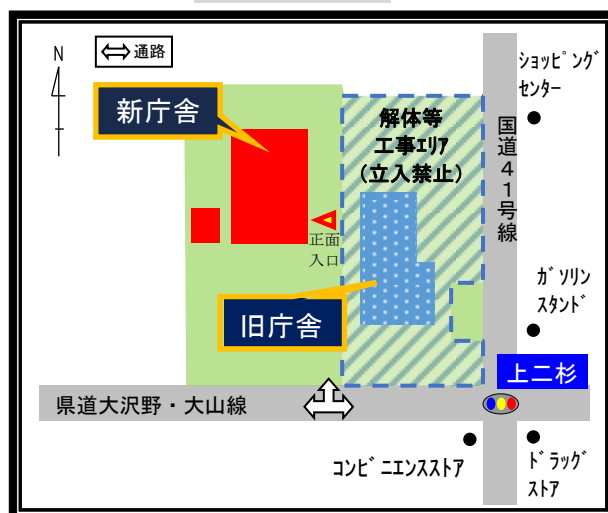 N
通路
ショッピング
センター
新庁舎
解体等
工事エリア
(立入禁止)
国道41号線
正面
入口
ガソリン
スタンド
旧庁舎
上二杉
県道大沢野・大山線
コンビニエンスストア
ドラッグ
ストア